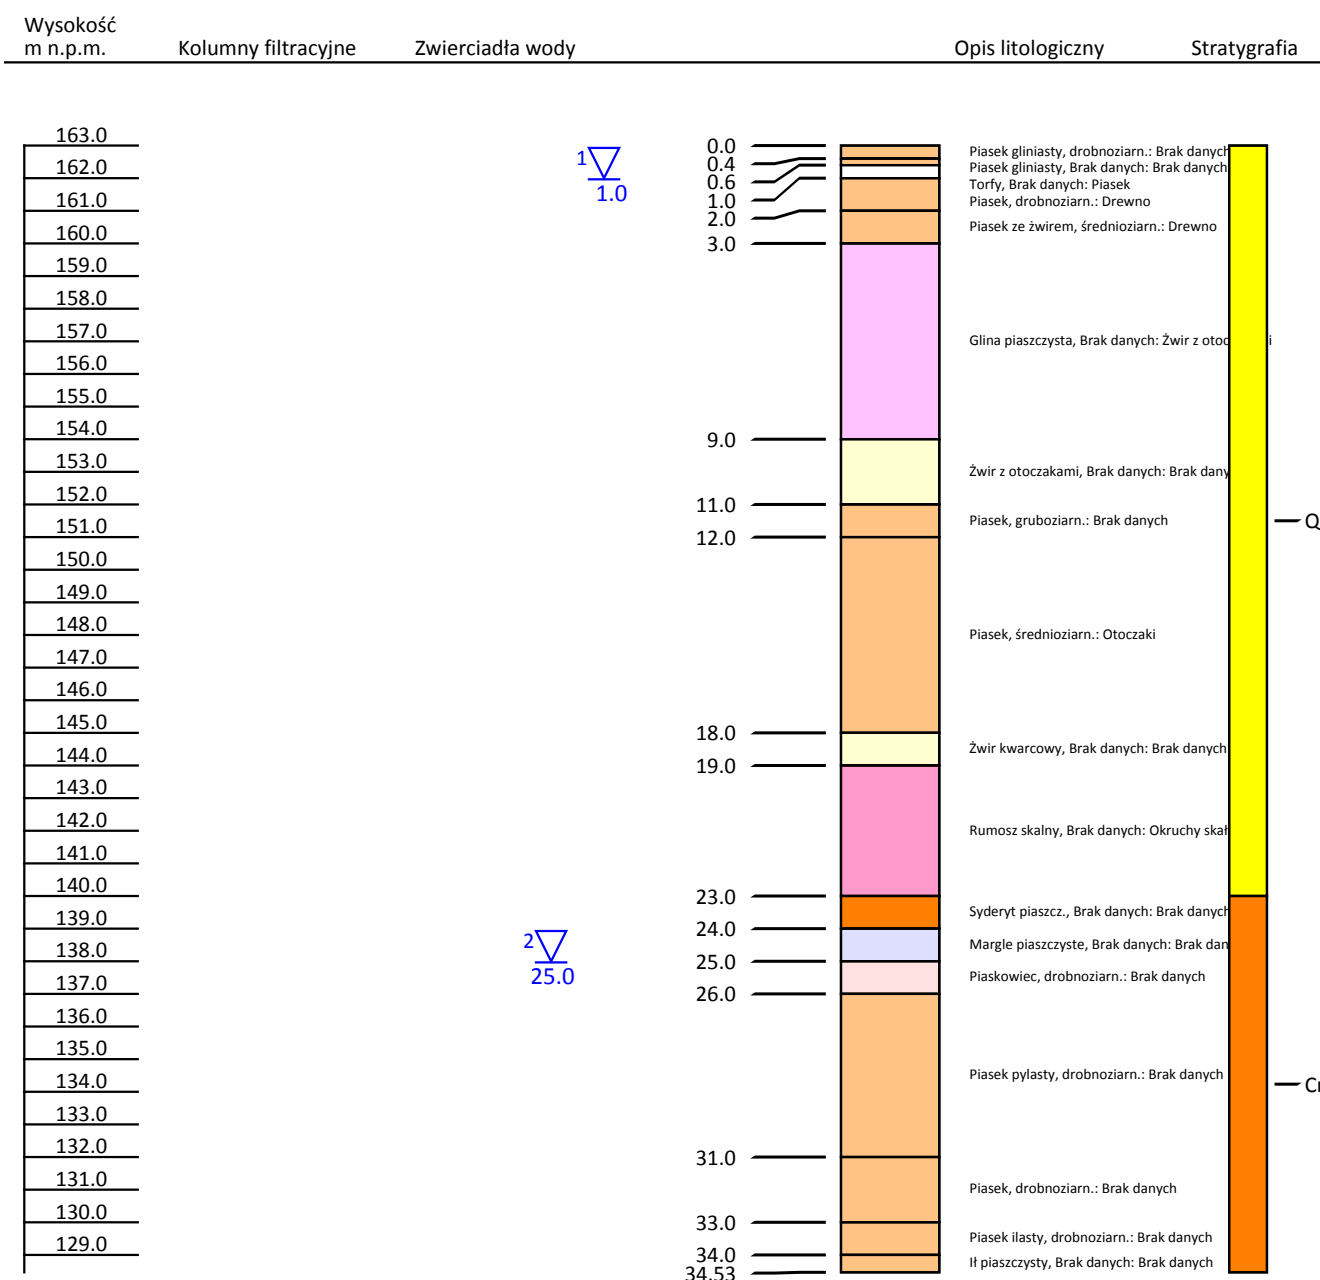 Wysokość
m n.p.m.
Kolumny filtracyjne
Zwierciadła wody
Opis litologiczny
Stratygrafia
163.0
162.0
161.0
160.0
159.0
158.0
157.0
156.0
155.0
154.0
153.0
152.0
151.0
150.0
149.0
148.0
147.0
146.0
145.0
144.0
143.0
142.0
141.0
140.0
139.0
138.0
137.0
136.0
135.0
134.0
133.0
132.0
131.0
130.0
129.0
1
1.0
2
25.0
0.0
0.4
0.6
1.0
2.0
3.0
9.0
11.0
12.0
18.0
19.0
23.0
24.0
25.0
26.0
31.0
33.0
34.0
34.53
Piasek gliniasty, drobnoziarn.: Brak danych
Piasek gliniasty, Brak danych: Brak danych
Torfy, Brak danych: Piasek
Piasek, drobnoziarn.: Drewno
Piasek ze żwirem, średnioziarn.: Drewno
Glina piaszczysta, Brak danych: Żwir z otoc i
Żwir z otoczakami, Brak danych: Brak dany
Piasek, gruboziarn.: Brak danych
Piasek, średnioziarn.: Otoczaki
Żwir kwarcowy, Brak danych: Brak danych
Rumosz skalny, Brak danych: Okruchy skał
Syderyt piaszcz., Brak danych: Brak danych
Margle piaszczyste, Brak danych: Brak dan
Piaskowiec, drobnoziarn.: Brak danych
Piasek pylasty, drobnoziarn.: Brak danych
Piasek, drobnoziarn.: Brak danych
Piasek ilasty, drobnoziarn.: Brak danych
Ił piaszczysty, Brak danych: Brak danych
Q
Cr